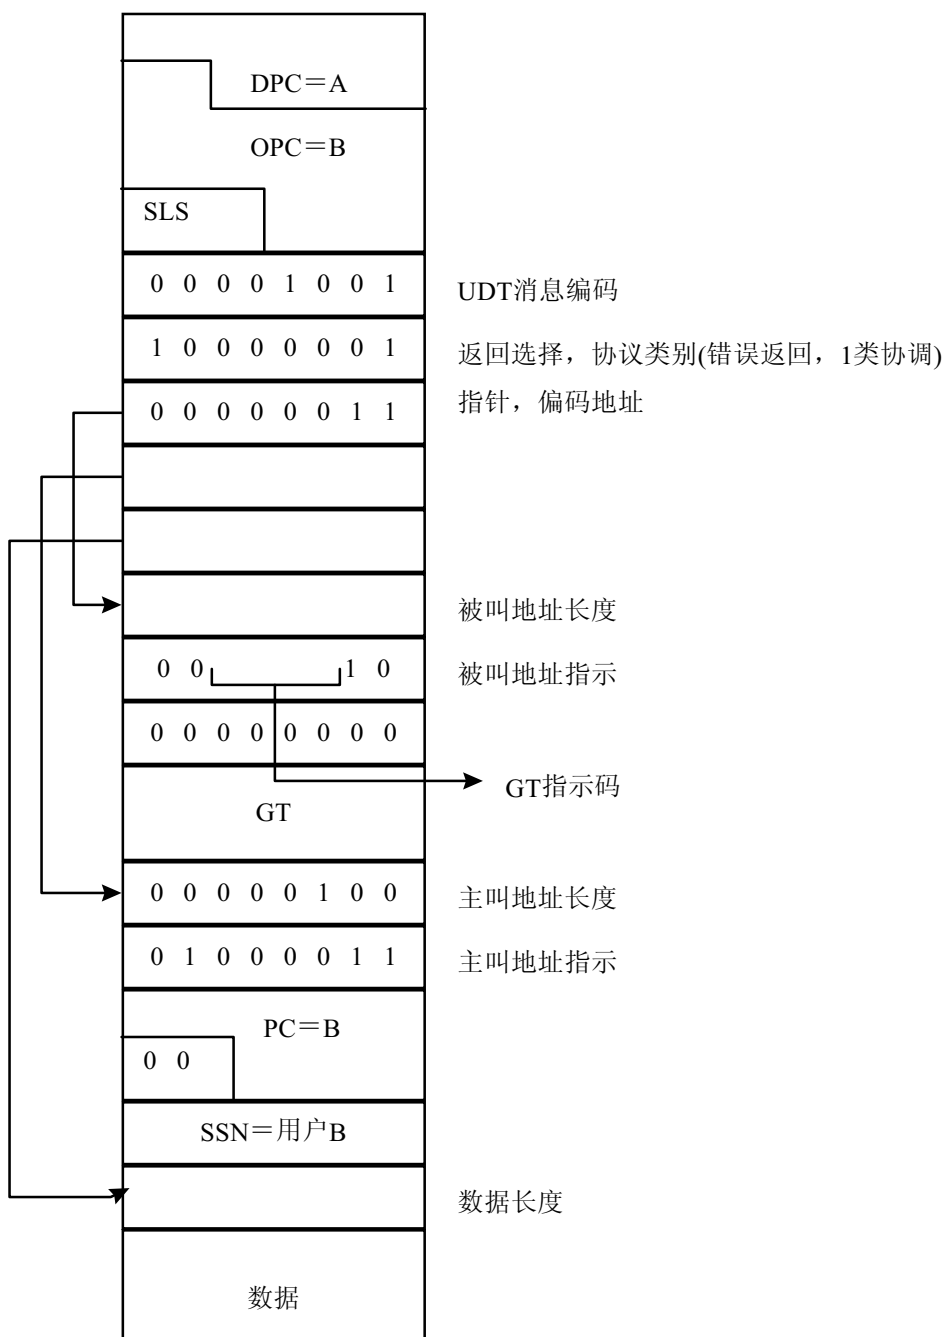 DPC＝A
OPC＝B
SLS
0 0 0 0 1 0 0 1 UDT消息编码
1 0 0 0 0 0 0 1 返回选择，协议类别(错误返回，1类协调)
0 0 0 0 0 0 1 1 指针，偏码地址
被叫地址长度
0 0 1 0 被叫地址指示
0 0 0 0 0 0 0 0
GT指示码
GT
0 0 0 0 0 1 0 0 主叫地址长度
0 1 0 0 0 0 1 1 主叫地址指示
PC＝B
0 0
SSN＝用户B
数据长度
数据